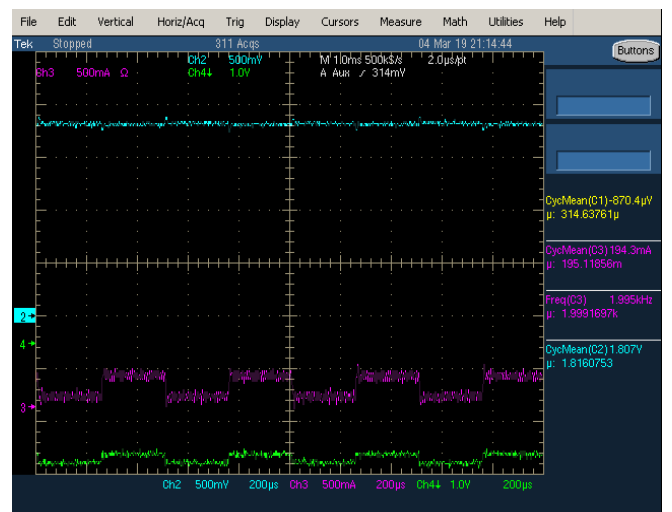 File Edit Vertical Horiz/Acq Trig Display Cursors Measure Math Utilities Help
Tek Stopped 311 Acqs 04 Mar 19 21:14:44
Buttons
Ch2 500mV M 1.0ms 500kS/s 2.0µs/pt
Ch3 500mA Ω Ch4↓ 1.0V A Aux ∕ 314mV
CycMean(C1)-870.4µV
µ: 314.63761µ
CycMean(C3)194.3mA
µ: 195.11856m
Freq(C3) 1.995kHz
µ: 1.9991697k
2
4
CycMean(C2)1.807V
µ: 1.8160753
3
Ch2 500mV 200µs Ch3 500mA 200µs Ch4↓ 1.0V 200µs